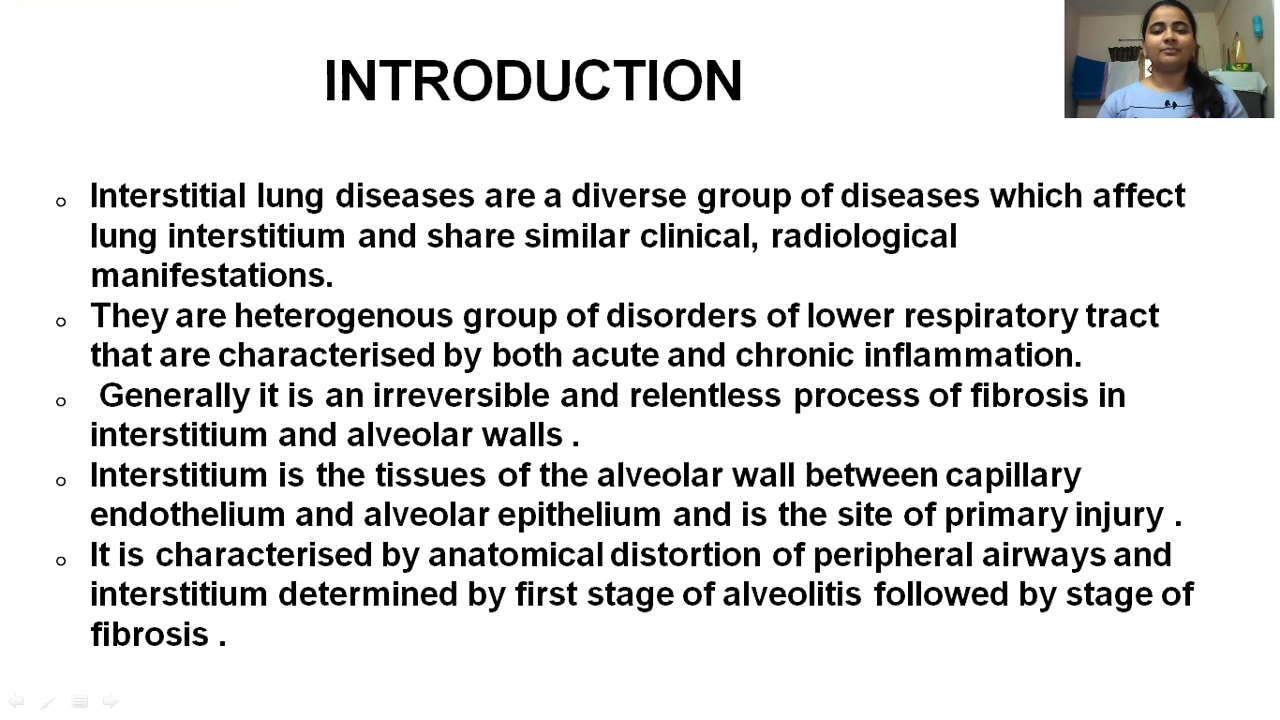 INTRODUCTION
Interstitial lung diseases are a diverse group of diseases which affect
lung interstitium and share similar clinical, radiological
manifestations.
They are heterogenous group of disorders of lower respiratory tract
that are characterised by both acute and chronic inflammation.
Generally it is an irreversible and relentless process of fibrosis in
interstitium and alveolar walls .
Interstitium is the tissues of the alveolar wall between capillary
endothelium and alveolar epithelium and is the site of primary injury .
It is characterised by anatomical distortion of peripheral airways and
interstitium determined by first stage of alveolitis followed by stage of
fibrosis .